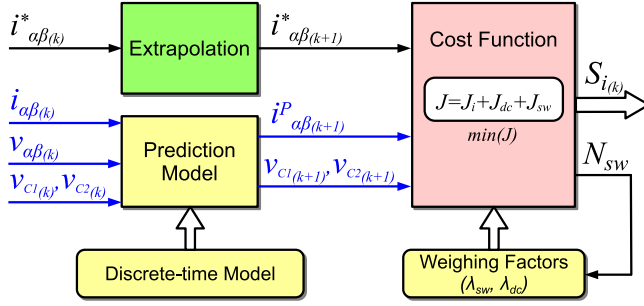 i*αβ(k)
Extrapolation
i*αβ(k+1)
Cost Function
J=Ji+Jdc+Jsw
min(J)
Si(k)
iαβ(k)
vαβ(k)
vC1(k),vC2(k)
Prediction
Model
iPαβ(k+1)
vC1(k+1),vC2(k+1)
Nsw
Discrete-time Model
Weighing Factors
(λsw, λdc)